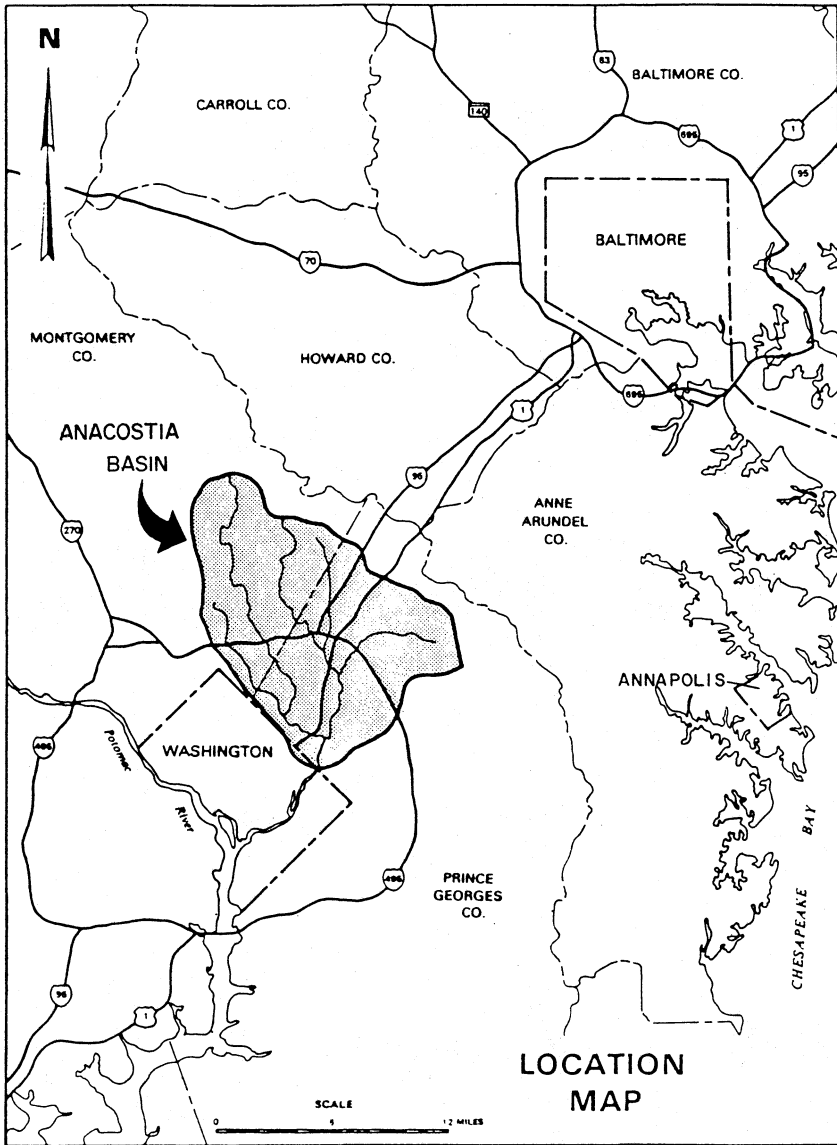 N
83
BALTIMORE CO.
CARROLL CO.
140
695
1
95
BALTIMORE
70
MONTGOMERY
CO.
HOWARD CO.
695
1
ANACOSTIA
BASIN
95
ANNE
ARUNDEL
CO.
270
ANNAPOLIS
WASHINGTON
495
Potomac
River
BAY
CHESAPEAKE
PRINCE
GEORGES
CO.
495
95
1
LOCATION
MAP
SCALE
0 6 12 MILES